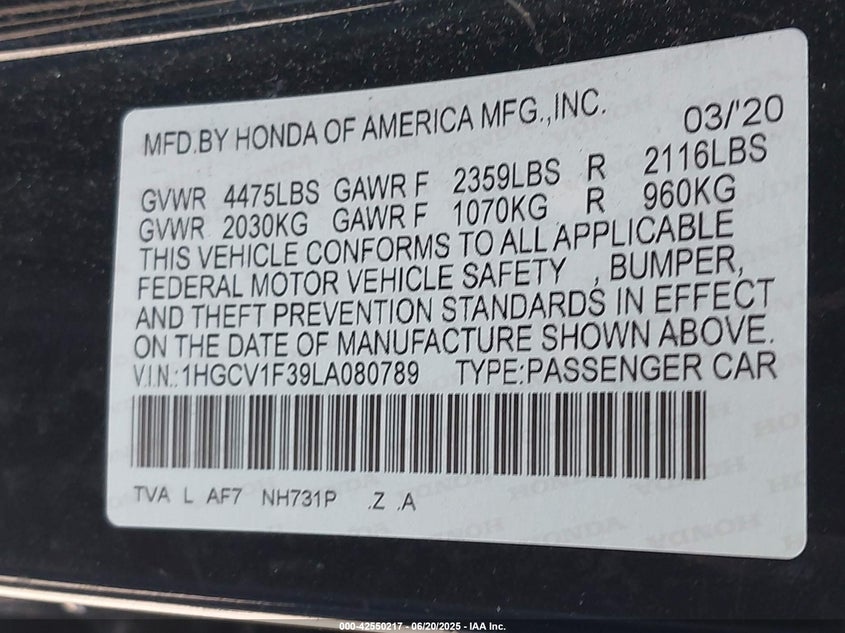 MFD.BY HONDA OF AMERICA MFG.,INC. 03/'20
GVWR 4475LBS GAWR F 2359LBS R 2116LBS
GVWR 2030KG GAWR F 1070KG R 960KG
THIS VEHICLE CONFORMS TO ALL APPLICABLE
FEDERAL MOTOR VEHICLE SAFETY , BUMPER,
AND THEFT PREVENTION STANDARDS IN EFFECT
ON THE DATE OF MANUFACTURE SHOWN ABOVE.
V.I.N.:1HGCV1F39LA080789 TYPE:PASSENGER CAR
TVA L AF7 NH731P .Z .A
000-42550217 - 06/20/2025 - IAA Inc.